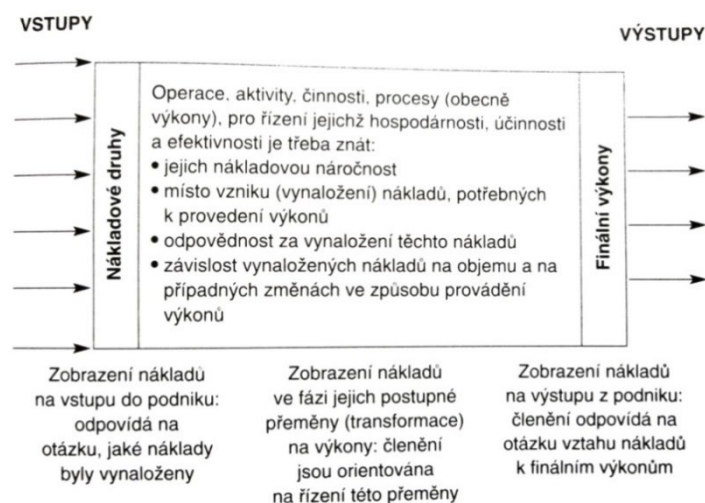 VSTUPY
VÝSTUPY
Nákladové druhy
Operace, aktivity, činnosti, procesy (obecně
výkony), pro řízení jejichž hospodárnosti, účinnosti
a efektivnosti je třeba znát:
• jejich nákladovou náročnost
• místo vzniku (vynaložení) nákladů, potřebných
k provedení výkonů
• odpovědnost za vynaložení těchto nákladů
• závislost vynaložených nákladů na objemu a na
případných změnách ve způsobu provádění
výkonů
Finální výkony
Zobrazení nákladů
na vstupu do podniku:
odpovídá na
otázku, jaké náklady
byly vynaloženy
Zobrazení nákladů
ve fázi jejich postupné
přeměny (transformace)
na výkony: členění
jsou orientována
na řízení této přeměny
Zobrazení nákladů
na výstupu z podniku:
členění odpovídá na
otázku vztahu nákladů
k finálním výkonům